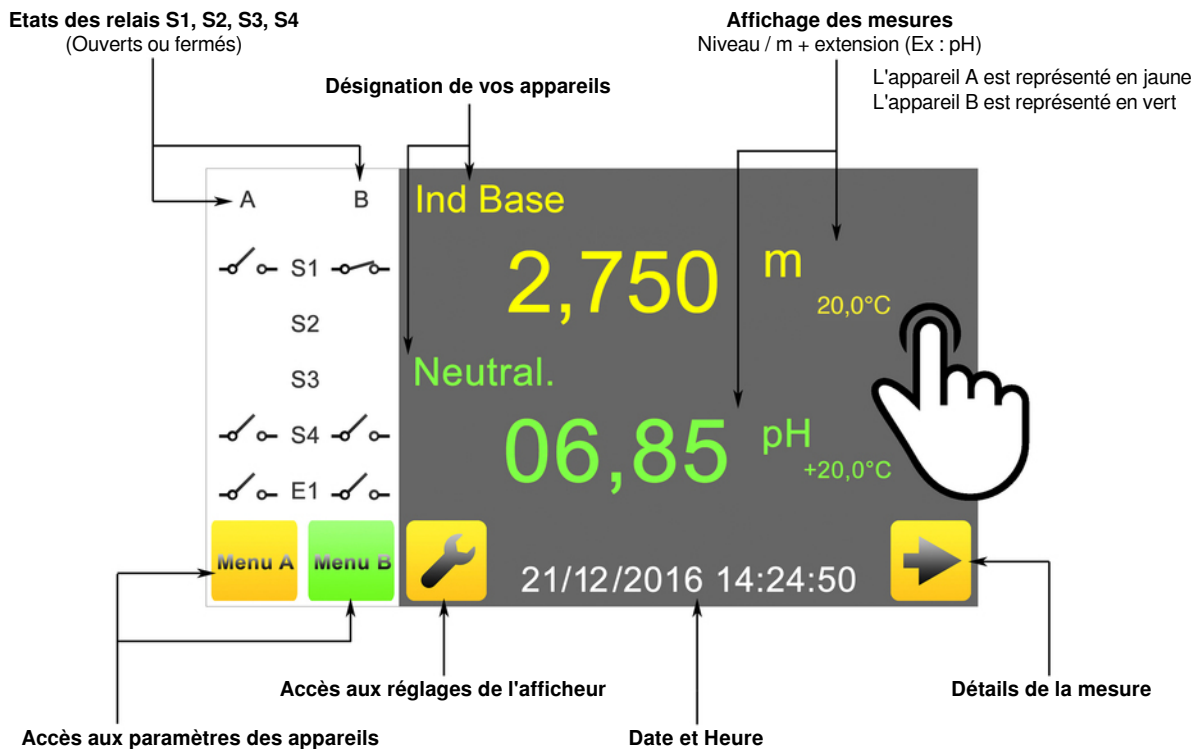 Etats des relais S1, S2, S3, S4
(Ouverts ou fermés)
Affichage des mesures
Niveau / m + extension (Ex : pH)
L'appareil A est représenté en jaune
L'appareil B est représenté en vert
Désignation de vos appareils
A B
Ind Base
S1
2,750 m
20,0°C
S2
S3
Neutral.
S4
06,85 pH
+20,0°C
E1
Menu A Menu B
21/12/2016 14:24:50
Accès aux réglages de l'afficheur
Détails de la mesure
Accès aux paramètres des appareils
Date et Heure